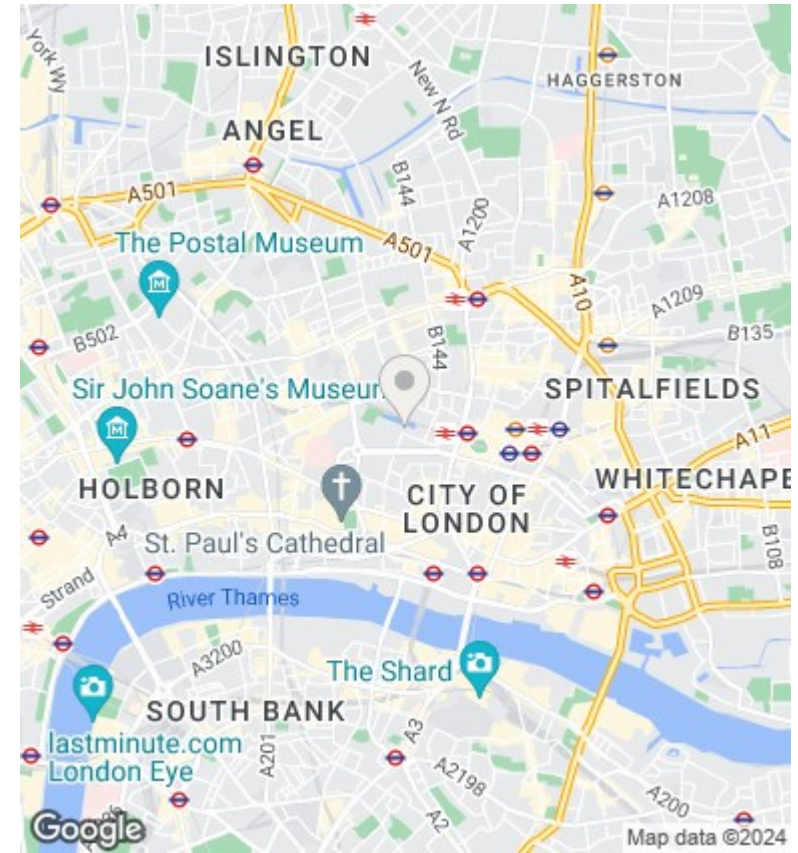 York Wy
ISLINGTON
New N Rd
HAGGERSTON
ANGEL
A501
B144
A1200
A1208
The Postal Museum
A501
A10
A1209
B502
B144
B135
Sir John Soane's Museum
SPITALFIELDS
A11
HOLBORN
CITY OF
LONDON
WHITECHAPE
A4
St. Paul's Cathedral
B108
Strand
River Thames
A3200
The Shard
SOUTH BANK
A3
lastminute.com
London Eye
A201
A2198
A200
A2
Google
Map data ©2024